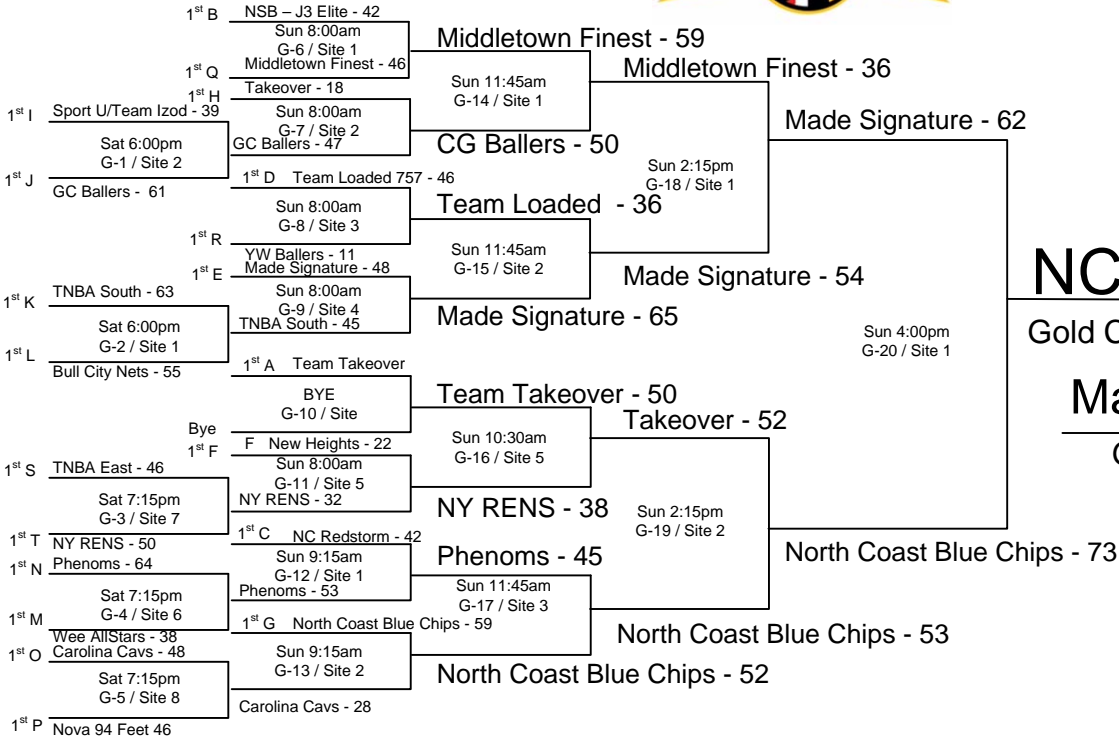 1st B NSB – J3 Elite - 42
Sun 8:00am
G-6 / Site 1
1st Q Middletown Finest - 46
1st H Takeover - 18
Sun 8:00am
G-7 / Site 2
GC Ballers - 47
1st I Sport U/Team Izod - 39
Sat 6:00pm
G-1 / Site 2
1st J
GC Ballers - 61
1st D Team Loaded 757 - 46
Sun 8:00am
G-8 / Site 3
1st R
YW Ballers - 11
1st E Made Signature - 48
Sun 8:00am
G-9 / Site 4
TNBA South - 45
1st K TNBA South - 63
Sat 6:00pm
G-2 / Site 1
1st L
Bull City Nets - 55
1st A Team Takeover
BYE
G-10 / Site
Bye
1st F F New Heights - 22
Sun 8:00am
G-11 / Site 5
NY RENS - 32
1st S TNBA East - 46
Sat 7:15pm
G-3 / Site 7
1st T NY RENS - 50
1st C NC Redstorm - 42
Sun 9:15am
G-12 / Site 1
Phenoms - 53
1st N Phenoms - 64
Sat 7:15pm
G-4 / Site 6
1st M
Wee AllStars - 38
1st G North Coast Blue Chips - 59
Sun 9:15am
G-13 / Site 2
Carolina Cavs - 28
1st O Carolina Cavs - 48
Sat 7:15pm
G-5 / Site 8
1st P Nova 94 Feet 46
Middletown Finest - 59
Sun 11:45am
G-14 / Site 1
CG Ballers - 50
Team Loaded - 36
Sun 11:45am
G-15 / Site 2
Made Signature - 65
Team Takeover - 50
Sun 10:30am
G-16 / Site 5
NY RENS - 38
Phenoms - 45
Sun 11:45am
G-17 / Site 3
North Coast Blue Chips - 52
Middletown Finest - 36
Sun 2:15pm
G-18 / Site 1
Made Signature - 54
Takeover - 52
Sun 2:15pm
G-19 / Site 2
North Coast Blue Chips - 53
Made Signature - 62
Sun 4:00pm
G-20 / Site 1
North Coast Blue Chips - 73
NC
Gold C
Ma